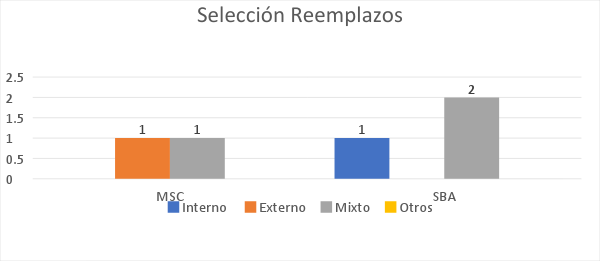 Selección Reemplazos
2.5
2
1.5
1
0.5
0
1
1
1
2
MSC
SBA
Interno
Externo
Mixto
Otros